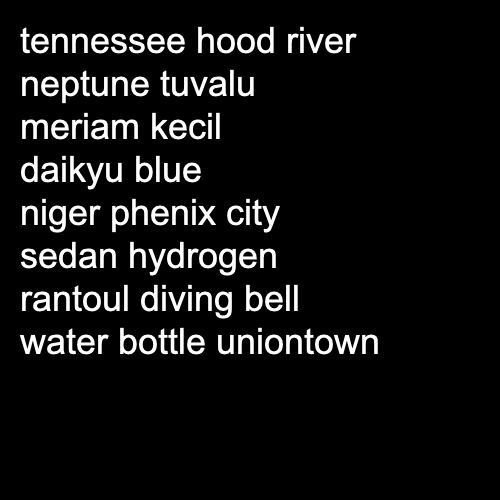 tennessee hood river
neptune tuvalu
meriam kecil
daikyu blue
niger phenix city
sedan hydrogen
rantoul diving bell
water bottle uniontown